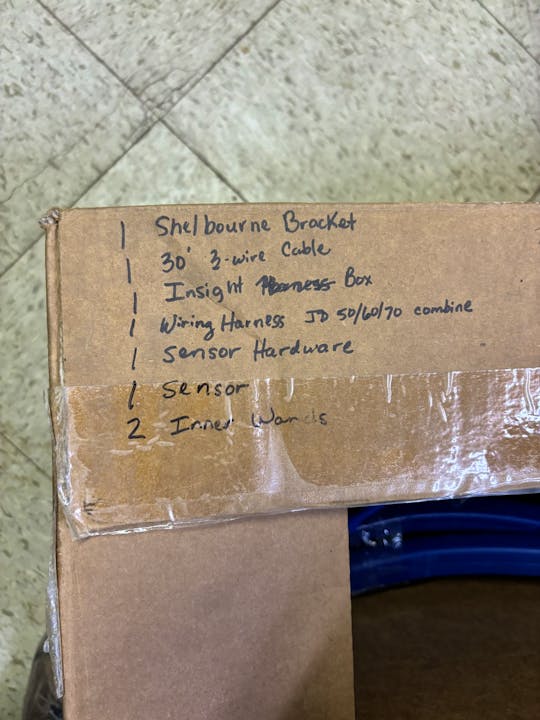 1 Shelbourne Bracket
1 30' 3-wire Cable
1 Insight Harness Box
1 Wiring Harness JD 50/60/70 combine
1 Sensor Hardware
1 Sensor
2 Inner Wands